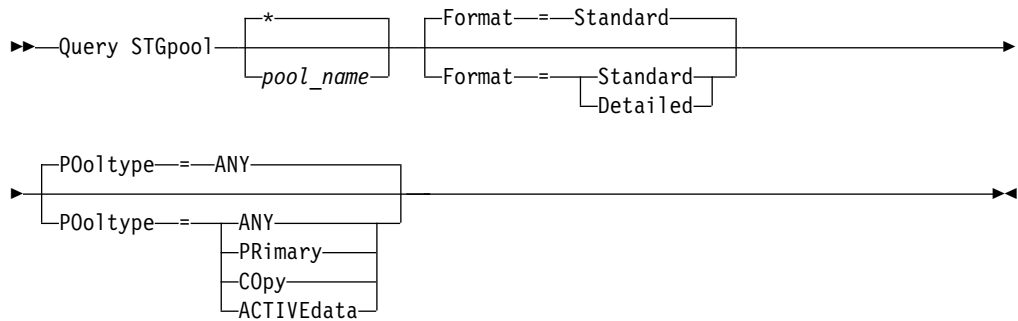 * Format = Standard
Query STGpool
pool_name Format = Standard
Detailed
POoltype = ANY
POoltype = ANY
PRimary
COpy
ACTIVEdata